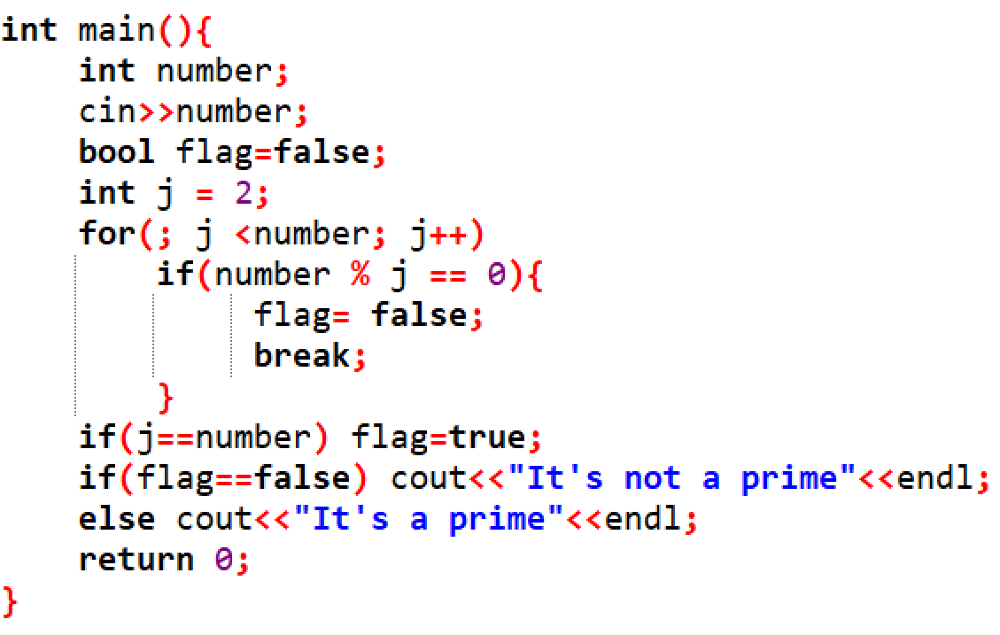 int main(){
    int number;
    cin>>number;
    bool flag=false;
    int j = 2;
    for(; j <number; j++)
        if(number % j == 0){
             flag= false;
             break;
        }
    if(j==number) flag=true;
    if(flag==false) cout<<"It's not a prime"<<endl;
    else cout<<"It's a prime"<<endl;
    return 0;
}